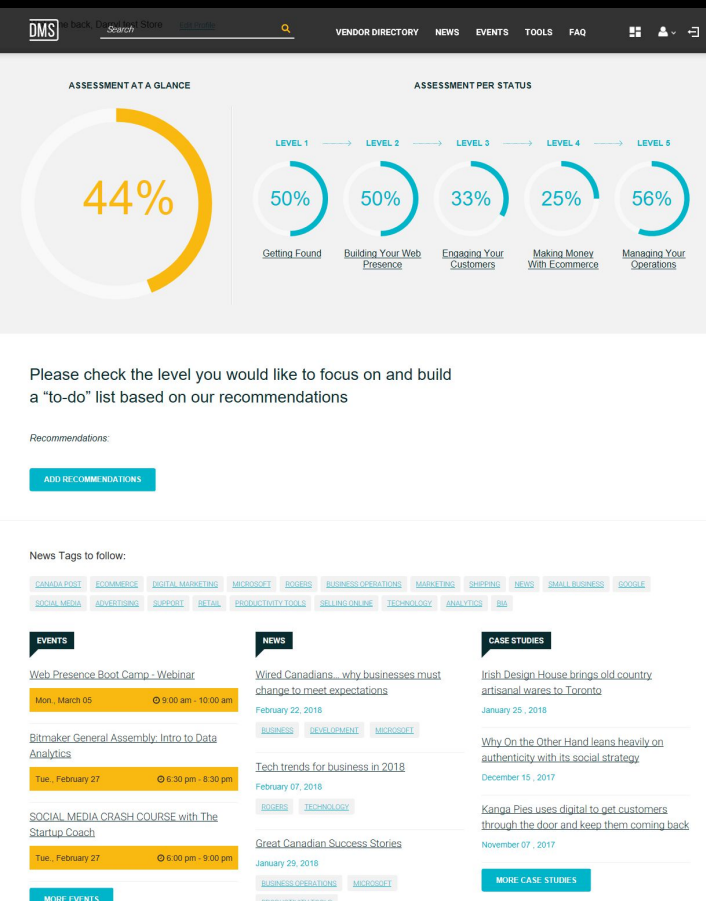 DMS
Search
VENDOR DIRECTORY NEWS EVENTS TOOLS FAQ
ASSESSMENT AT A GLANCE
44%
ASSESSMENT PER STATUS
LEVEL 1 LEVEL 2 LEVEL 3 LEVEL 4 LEVEL 5
50% 50% 33% 25% 56%
Getting Found Building Your Web Engaging Your Making Money Managing Your
Presence Customers With Ecommerce Operations
Please check the level you would like to focus on and build
a “to-do” list based on our recommendations
Recommendations:
ADD RECOMMENDATIONS
News Tags to follow:
CANADA POST ECOMMERCE DIGITAL MARKETING MICROSOFT ROGERS BUSINESS OPERATIONS MARKETING SHIPPING NEWS SMALL BUSINESS GOOGLE
SOCIAL MEDIA ADVERTISING SUPPORT RETAIL PRODUCTIVITY TOOLS SELLING ONLINE TECHNOLOGY ANALYTICS BIA
EVENTS
Web Presence Boot Camp - Webinar
Mon., March 05 9:00 am - 10:00 am
Bitmaker General Assembly: Intro to Data
Analytics
Tue., February 27 6:30 pm - 8:30 pm
SOCIAL MEDIA CRASH COURSE with The
Startup Coach
Tue., February 27 6:00 pm - 9:00 pm
MORE EVENTS
NEWS
Wired Canadians... why businesses must
change to meet expectations
February 22, 2018
BUSINESS DEVELOPMENT MICROSOFT
Tech trends for business in 2018
February 07, 2018
ROGERS TECHNOLOGY
Great Canadian Success Stories
January 29, 2018
BUSINESS OPERATIONS MICROSOFT
CASE STUDIES
Irish Design House brings old country
artisanal wares to Toronto
January 25 , 2018
Why On the Other Hand leans heavily on
authenticity with its social strategy
December 15 , 2017
Kanga Pies uses digital to get customers
through the door and keep them coming back
November 07 , 2017
MORE CASE STUDIES